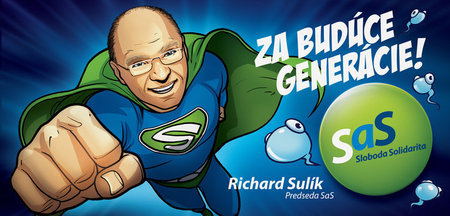 ZA BUDÚCE
GENERÁCIE!
S
SaS
Sloboda Solidarita
Richard Sulík
Predseda SaS